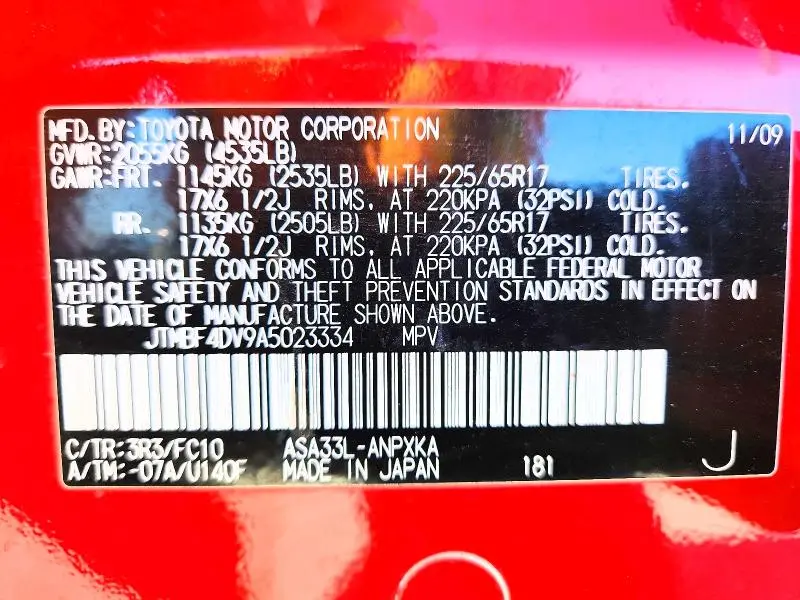 MFD.BY:TOYOTA MOTOR CORPORATION 11/09
GVWR:2055KG (4535LB)
GAWR:FRT. 1145KG (2535LB) WITH 225/65R17 TIRES.
17X6 1/2J RIMS, AT 220KPA (32PSI) COLD.
RR. 1135KG (2505LB) WITH 225/65R17 TIRES.
17X6 1/2J RIMS, AT 220KPA (32PSI) COLD.
THIS VEHICLE CONFORMS TO ALL APPLICABLE FEDERAL MOTOR
VEHICLE SAFETY AND THEFT PREVENTION STANDARDS IN EFFECT ON
THE DATE OF MANUFACTURE SHOWN ABOVE.
JTMBF4DV9A5023334 MPV
C/TR:3R3/FC10 ASA33L-ANPXKA
A/TM:-07A/U140F MADE IN JAPAN 181 J